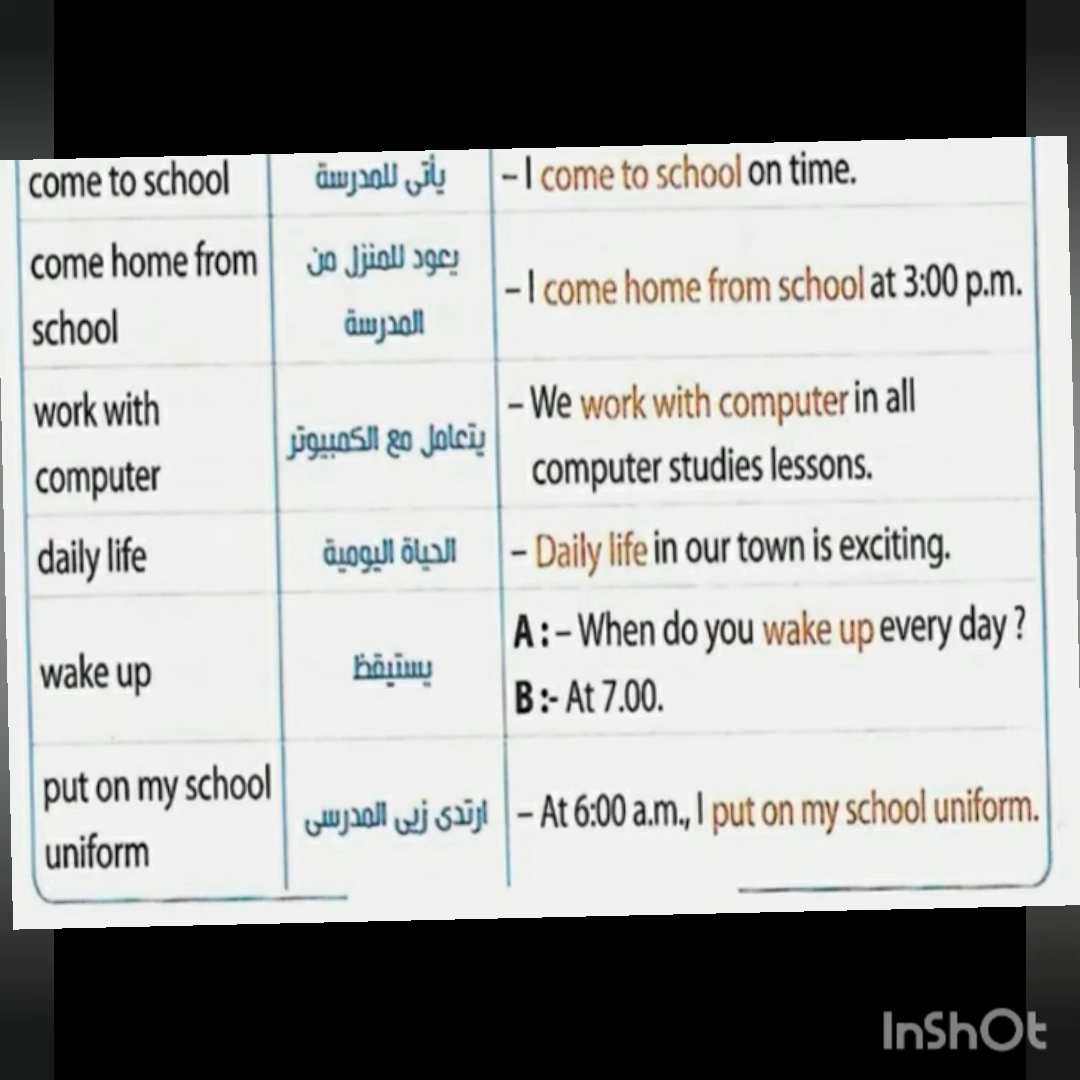 come to school
يأتى للمدرسة
– I come to school on time.
come home from
school
يعود للمنزل من
المدرسة
– I come home from school at 3:00 p.m.
work with
computer
يتعامل مع الكمبيوتر
– We work with computer in all
computer studies lessons.
daily life
الحياة اليومية
– Daily life in our town is exciting.
wake up
يستيقظ
A : – When do you wake up every day ?
B :- At 7.00.
put on my school
uniform
ارتدى زيى المدرسى
– At 6:00 a.m., I put on my school uniform.
InShOt